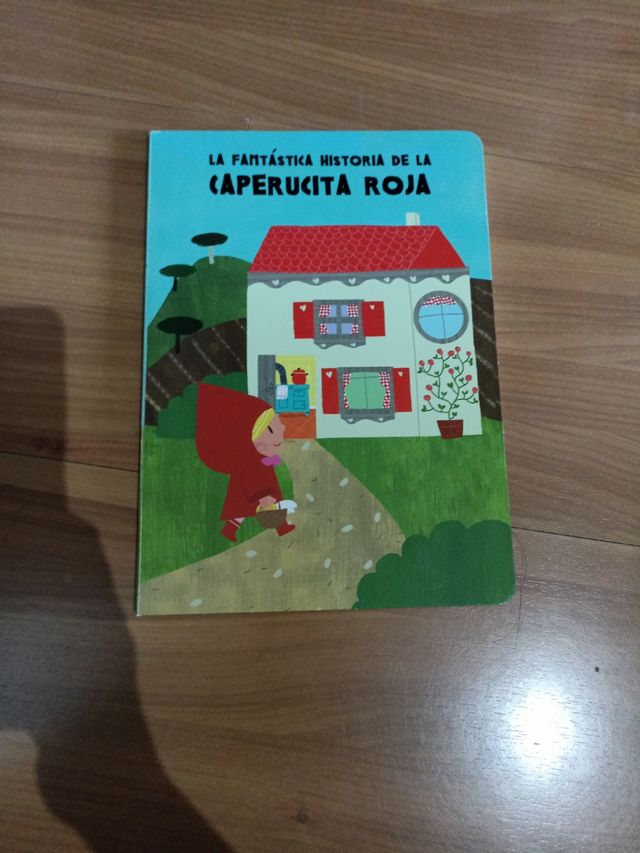 LA FANTÁSTICA HISTORIA DE LA
CAPERUCITA ROJA